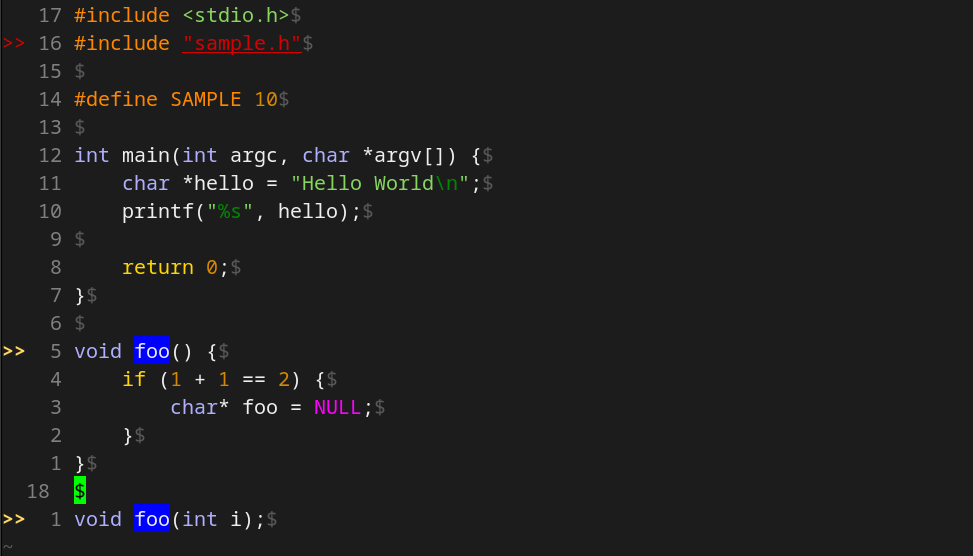 17 #include <stdio.h>$
>> 16 #include "sample.h"$
15 $
14 #define SAMPLE 10$
13 $
12 int main(int argc, char *argv[]) {$
11     char *hello = "Hello World\n";$
10     printf("%s", hello);$
9 $
8     return 0;$
7 }$
6 $
>> 5 void foo() {$
4     if (1 + 1 == 2) {$
3         char* foo = NULL;$
2     }$
1 }$
18 $
>> 1 void foo(int i);$
~